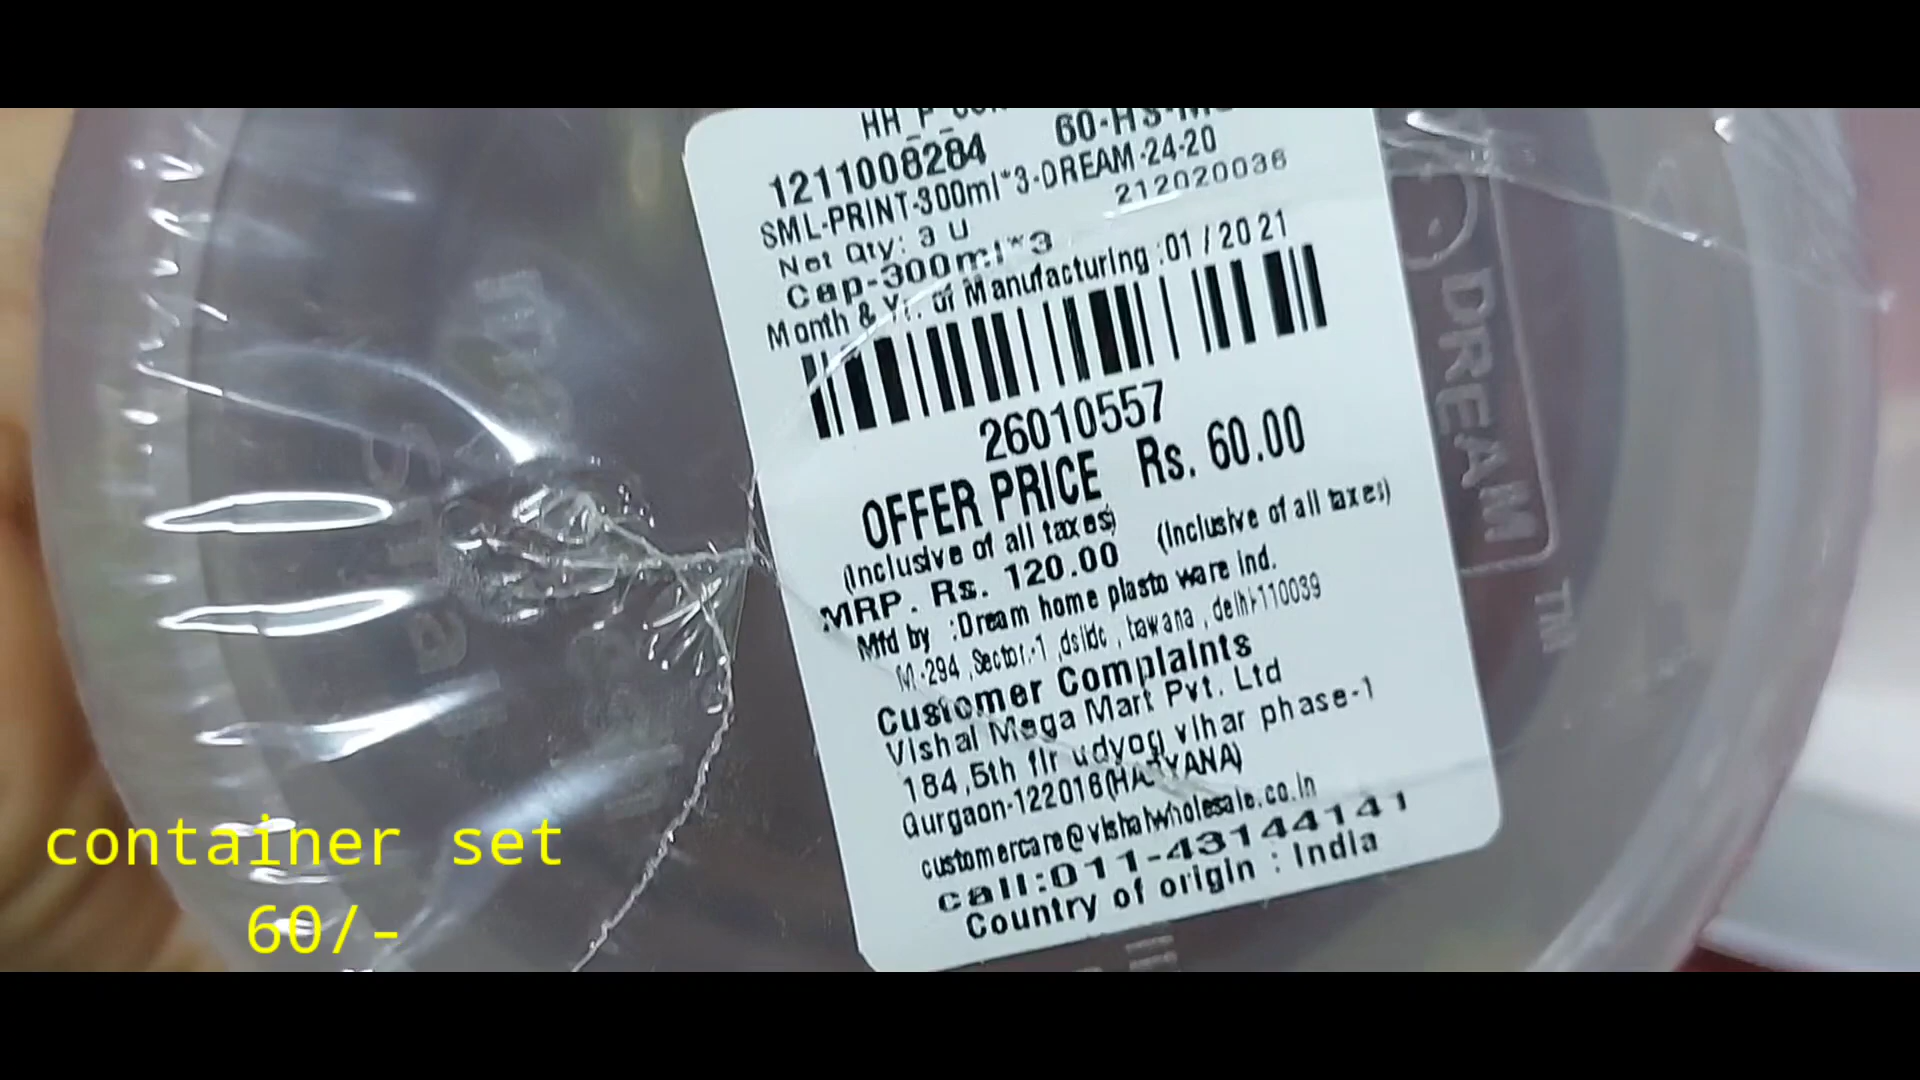 1211008284
SML-PRINT-300ml*3-DREAM-24-20
212020036
Net Qty: 3 U
Cap-300ml*3
Month & Yr. of Manufacturing :01 / 2021
26010557
OFFER PRICE Rs. 60.00
(Inclusive of all taxes) (Inclusive of all taxes)
MRP. Rs. 120.00
Mfd by :Dream home plasto ware ind.
M-294 ,Sector-1 ,dsidc , bawana , delhi-110039
Customer Complaints
Vishal Mega Mart Pvt. Ltd
184,5th flr udyog vihar phase-1
Gurgaon-122016(HARYANA)
customercare@vishalwholesale.co.in
call:011-43144141
Country of origin : India
DREAM
TM
container set
60/-